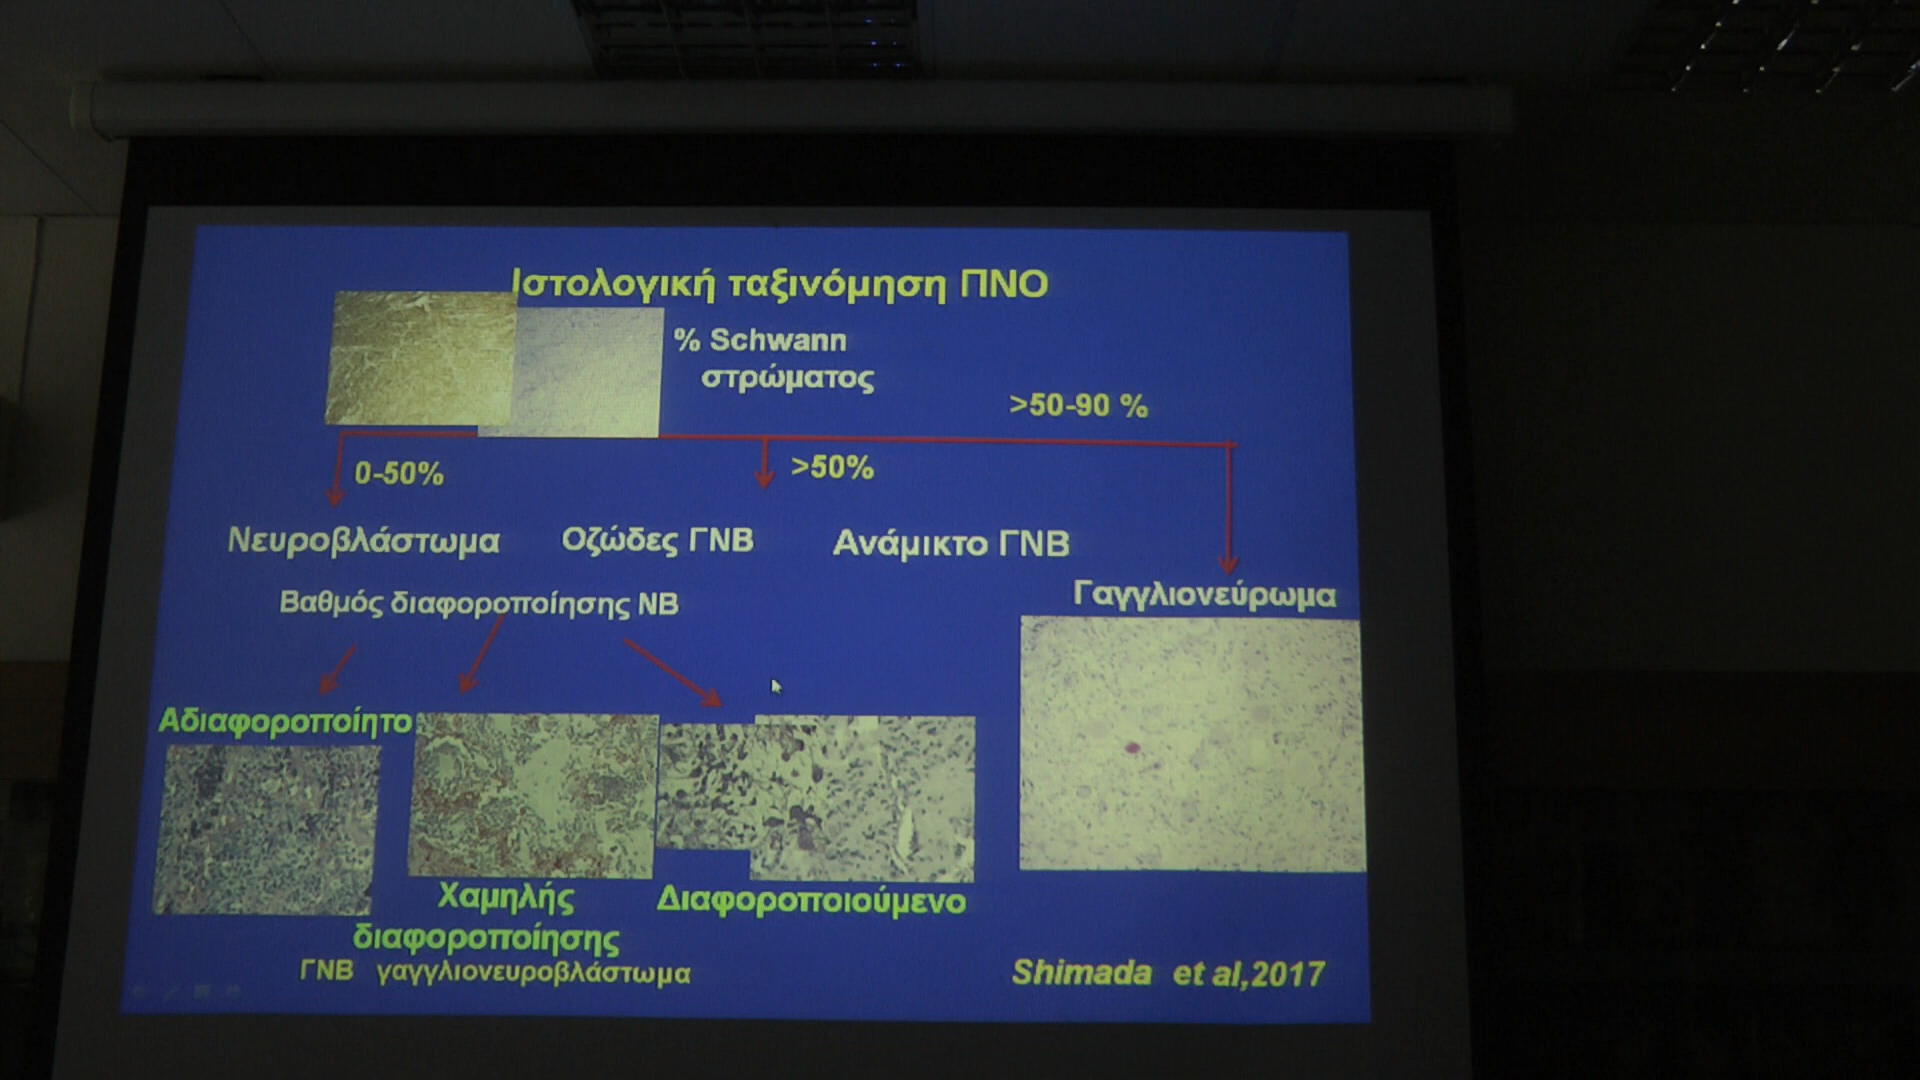 Ιστολογική ταξινόμηση ΠΝΟ
% Schwann
στρώματος
>50-90 %
0-50%
>50%
Νευροβλάστωμα
Οζώδες ΓΝΒ
Ανάμικτο ΓΝΒ
Γαγγλιονεύρωμα
Βαθμός διαφοροποίησης ΝΒ
Αδιαφοροποίητο
Χαμηλής
διαφοροποίησης
Διαφοροποιούμενο
ΓΝΒ γαγγλιονευροβλάστωμα
Shimada et al,2017